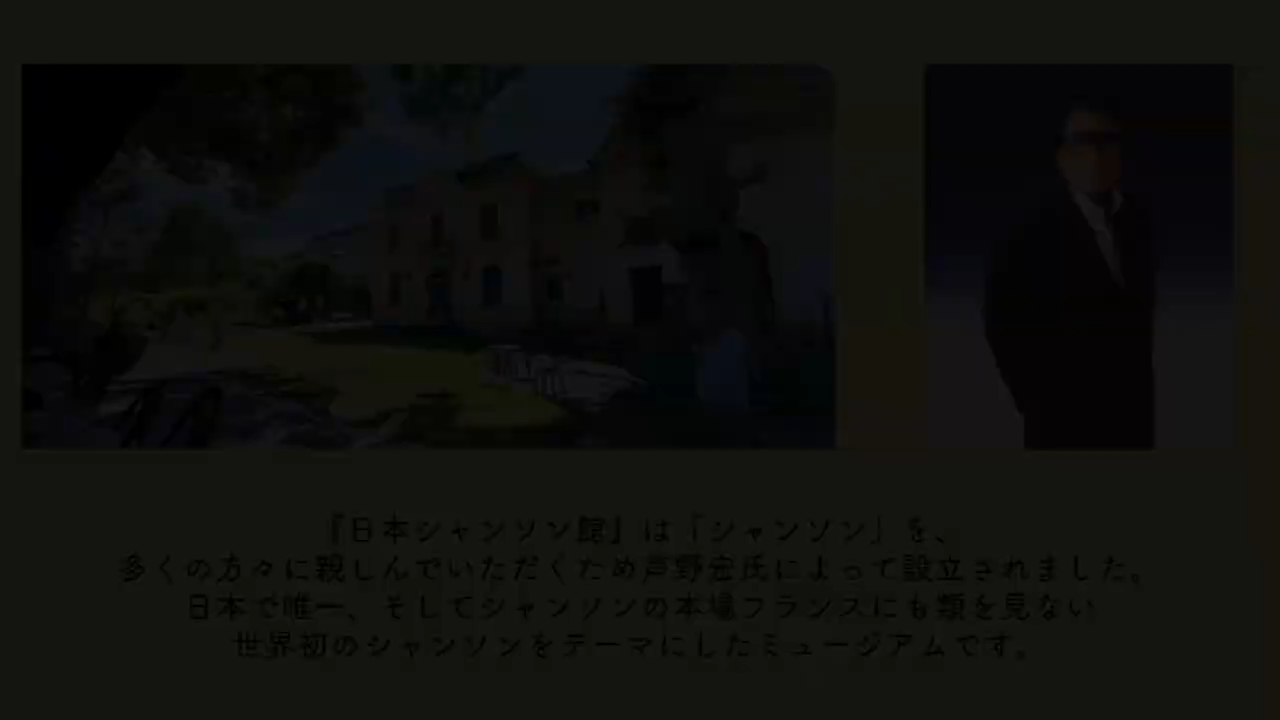 『日本シャンソン館』は「シャンソン」を、
多くの方々に親しんでいただくため芦野宏氏によって設立されました。
日本で唯一、そしてシャンソンの本場フランスにも類を見ない
世界初のシャンソンをテーマにしたミュージアムです。